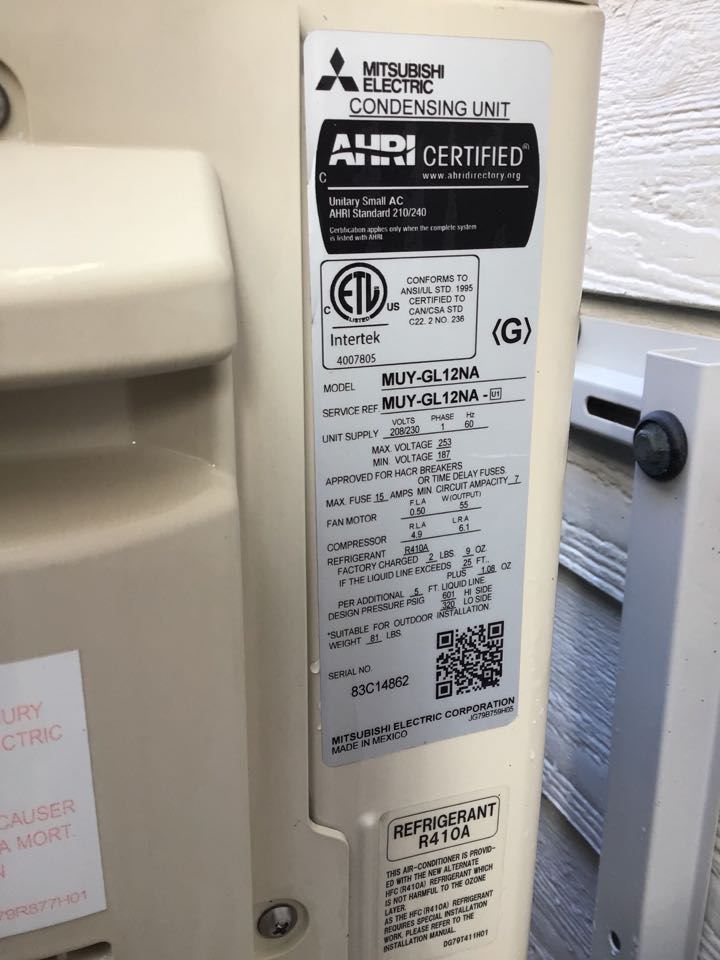 MITSUBISHI
ELECTRIC
CONDENSING UNIT
AHRI CERTIFIED
www.ahridirectory.org
C
Unitary Small AC
AHRI Standard 210/240
Certification applies only when the complete system
is listed with AHRI
C ETL US
LISTED
Intertek
4007805
CONFORMS TO
ANSI/UL STD. 1995
CERTIFIED TO
CAN/CSA STD
C22. 2 NO. 236
〈G〉
MODEL MUY-GL12NA
SERVICE REF. MUY-GL12NA - U1
VOLTS PHASE Hz
UNIT SUPPLY 208/230 1 60
MAX. VOLTAGE 253
MIN. VOLTAGE 187
APPROVED FOR HACR BREAKERS
OR TIME DELAY FUSES.
MAX. FUSE 15 AMPS MIN. CIRCUIT AMPACITY 7
F.L.A W(OUTPUT)
FAN MOTOR 0.50 55
R.L.A L.R.A
COMPRESSOR 4.9 6.1
REFRIGERANT R410A
FACTORY CHARGED 2 LBS. 9 OZ.
IF THE LIQUID LINE EXCEEDS 25 FT.,
PLUS 1.08 OZ
PER ADDITIONAL 5 FT. LIQUID LINE
DESIGN PRESSURE PSIG 601 HI SIDE
320 LO SIDE
*SUITABLE FOR OUTDOOR INSTALLATION.
WEIGHT 81 LBS.
SERIAL NO.
83C14862
MITSUBISHI ELECTRIC CORPORATION
MADE IN MEXICO
JG79B759H05
REFRIGERANT
R410A
THIS AIR-CONDITIONER IS PROVID-
ED WITH THE NEW ALTERNATE
HFC (R410A) REFRIGERANT WHICH
IS NOT HARMFUL TO THE OZONE
LAYER.
AS THE HFC (R410A) REFRIGERANT
REQUIRES SPECIAL INSTALLATION
WORK, PLEASE REFER TO THE
INSTALLATION MANUAL.
DG79T411H01
URY
CTRIC
CAUSER
A MORT.
N
79R877H01